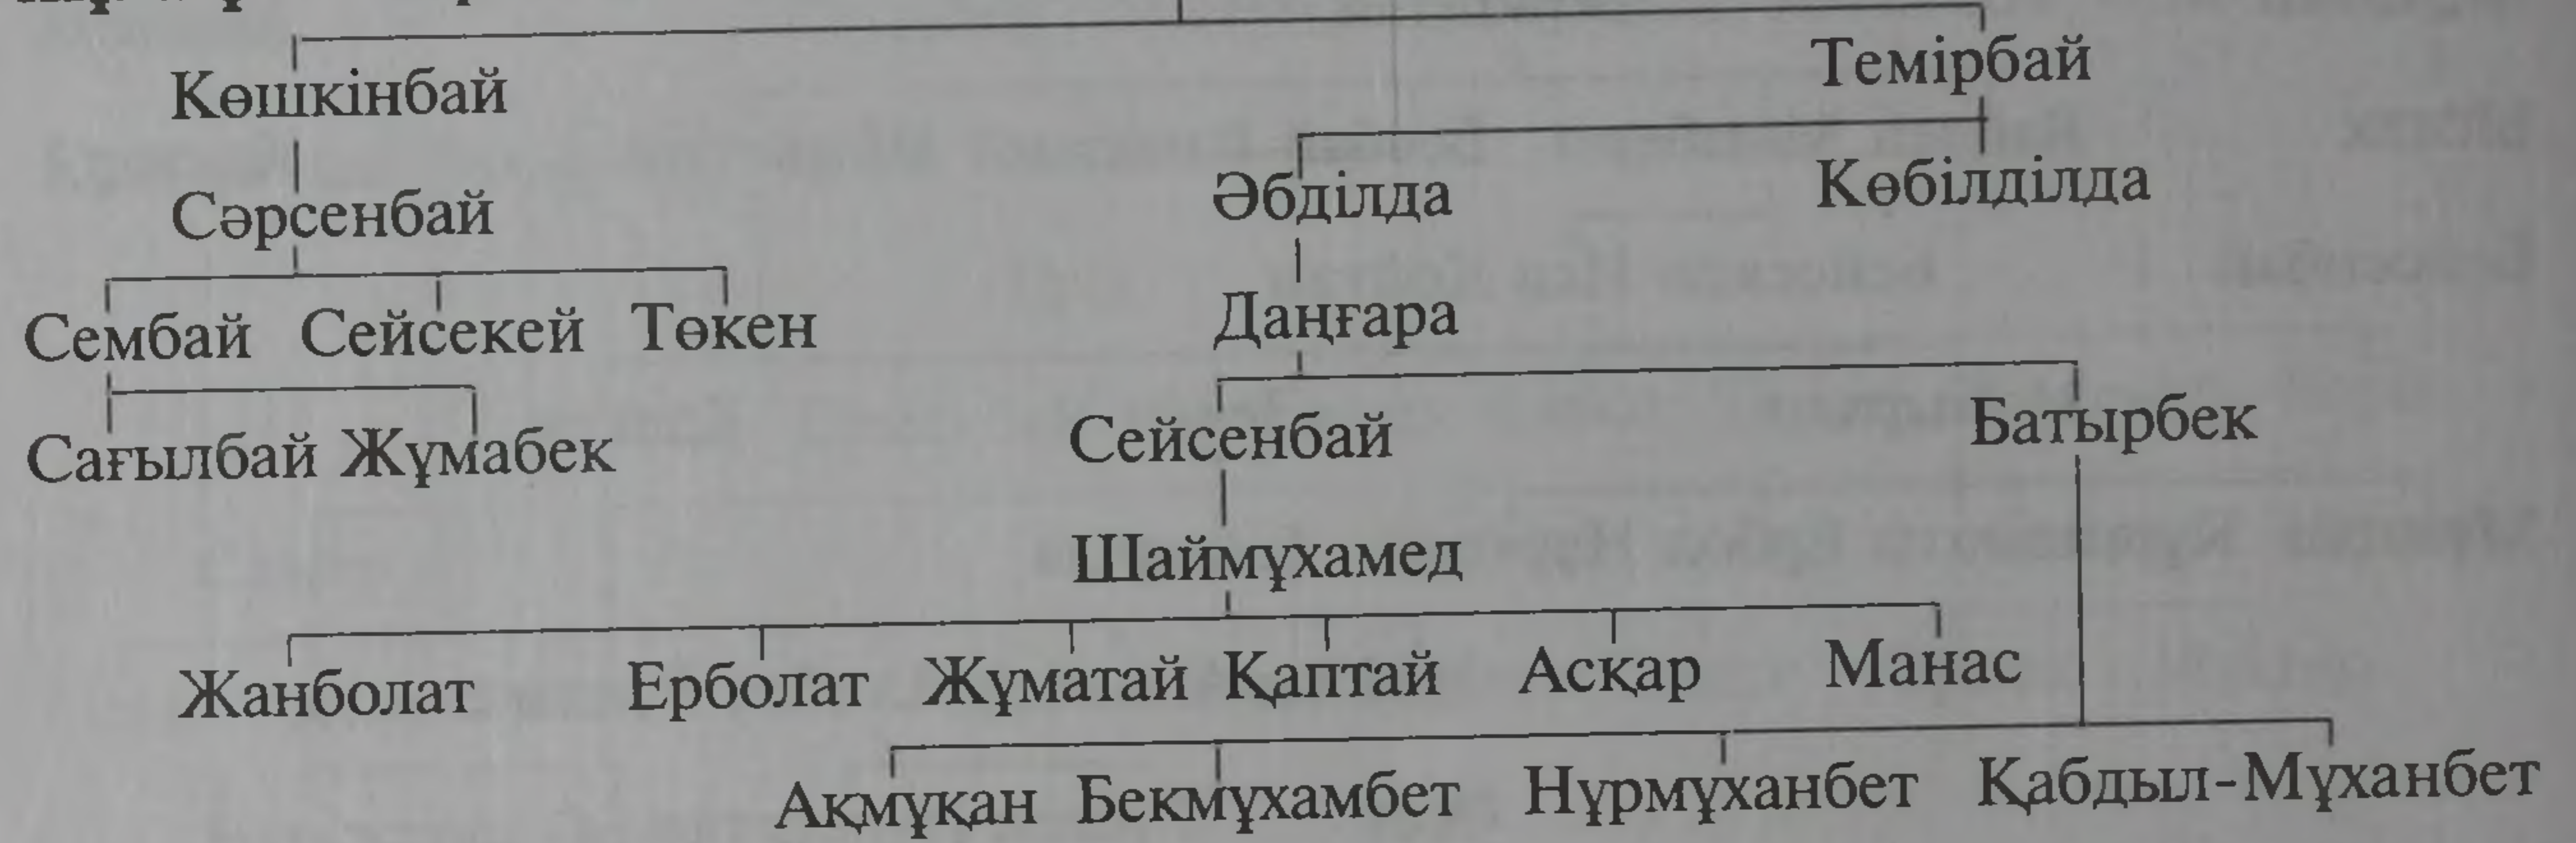 Көшкінбай Темірбай
Сәрсенбай Әбділда Көбілділда
Сембай Сейсекей Төкен Даңғара
Сағылбай Жұмабек Сейсенбай Батырбек
Шаймұхамед
Жанболат Ерболат Жұматай Қаптай Асқар Манас
Ақмұқан Бекмұхамбет Нұрмұханбет Қабдыл-Мұханбет